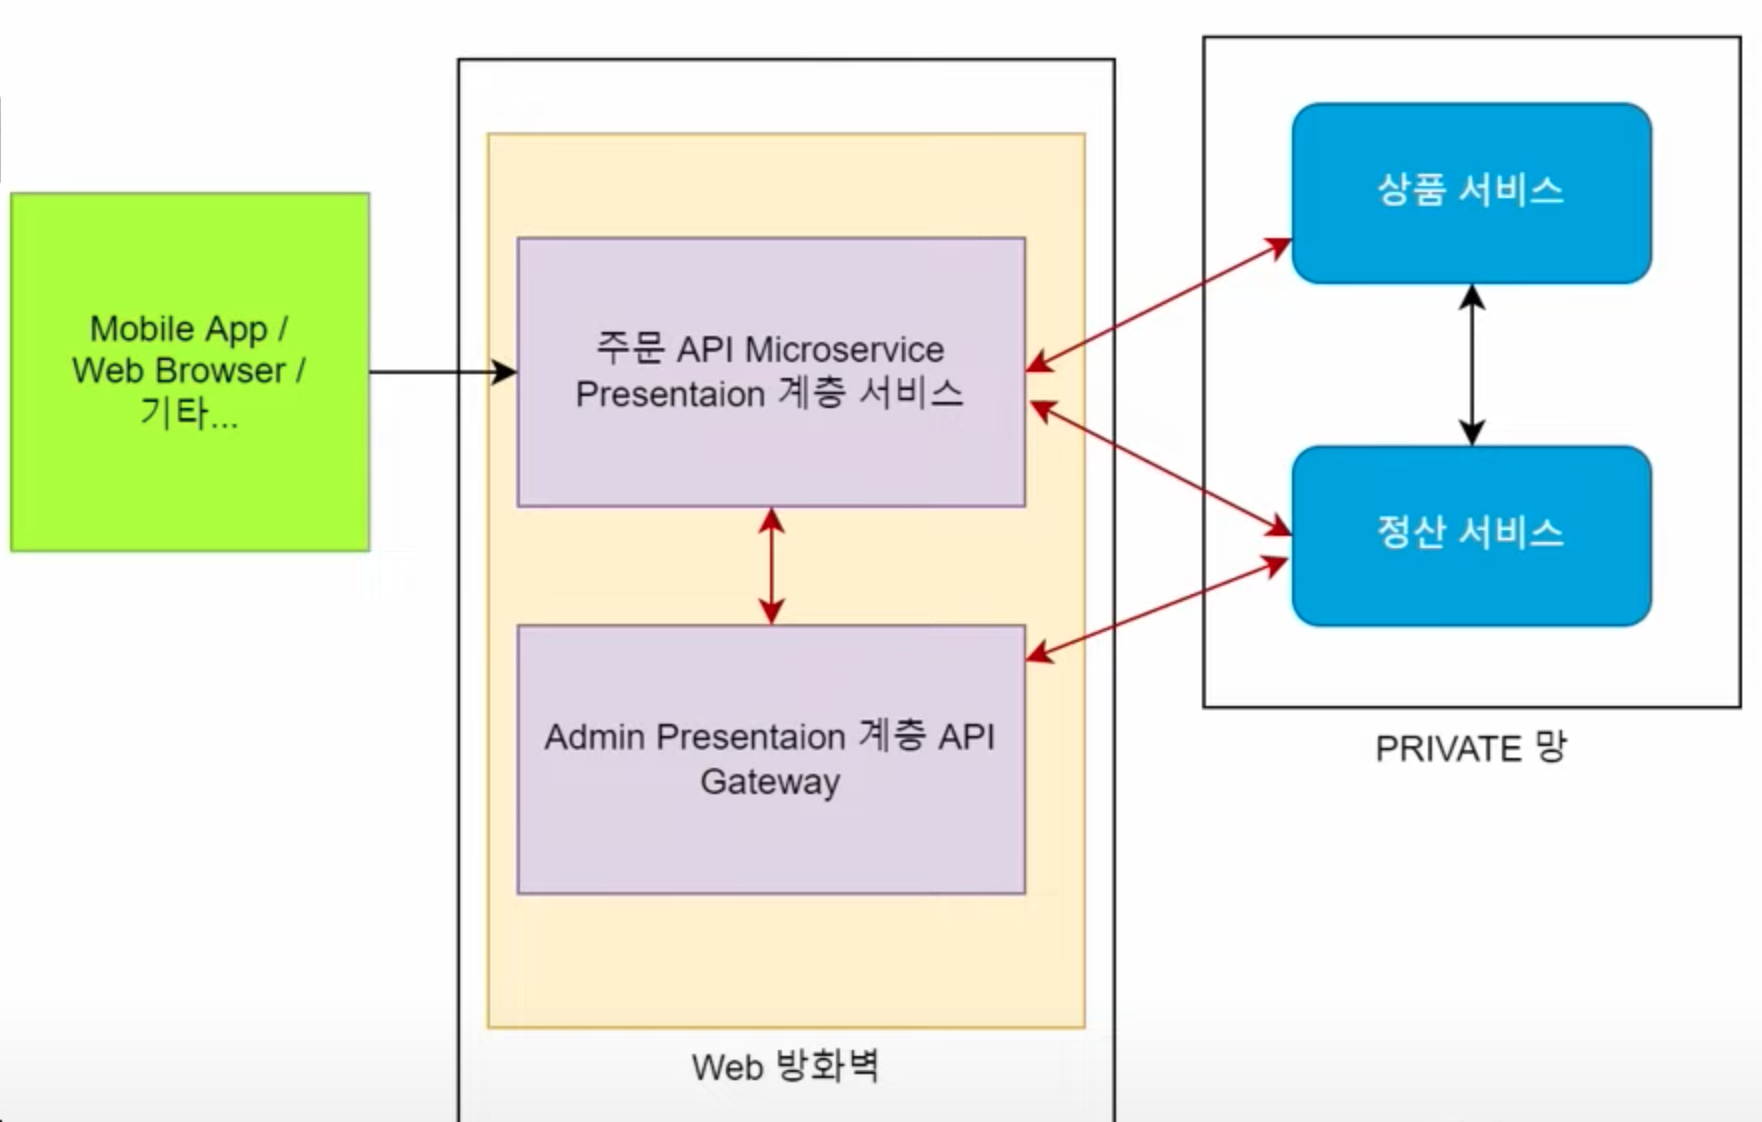 Mobile App /
Web Browser /
기타...
주문 API Microservice
Presentaion 계층 서비스
Admin Presentaion 계층 API
Gateway
Web 방화벽
상품 서비스
정산 서비스
PRIVATE 망